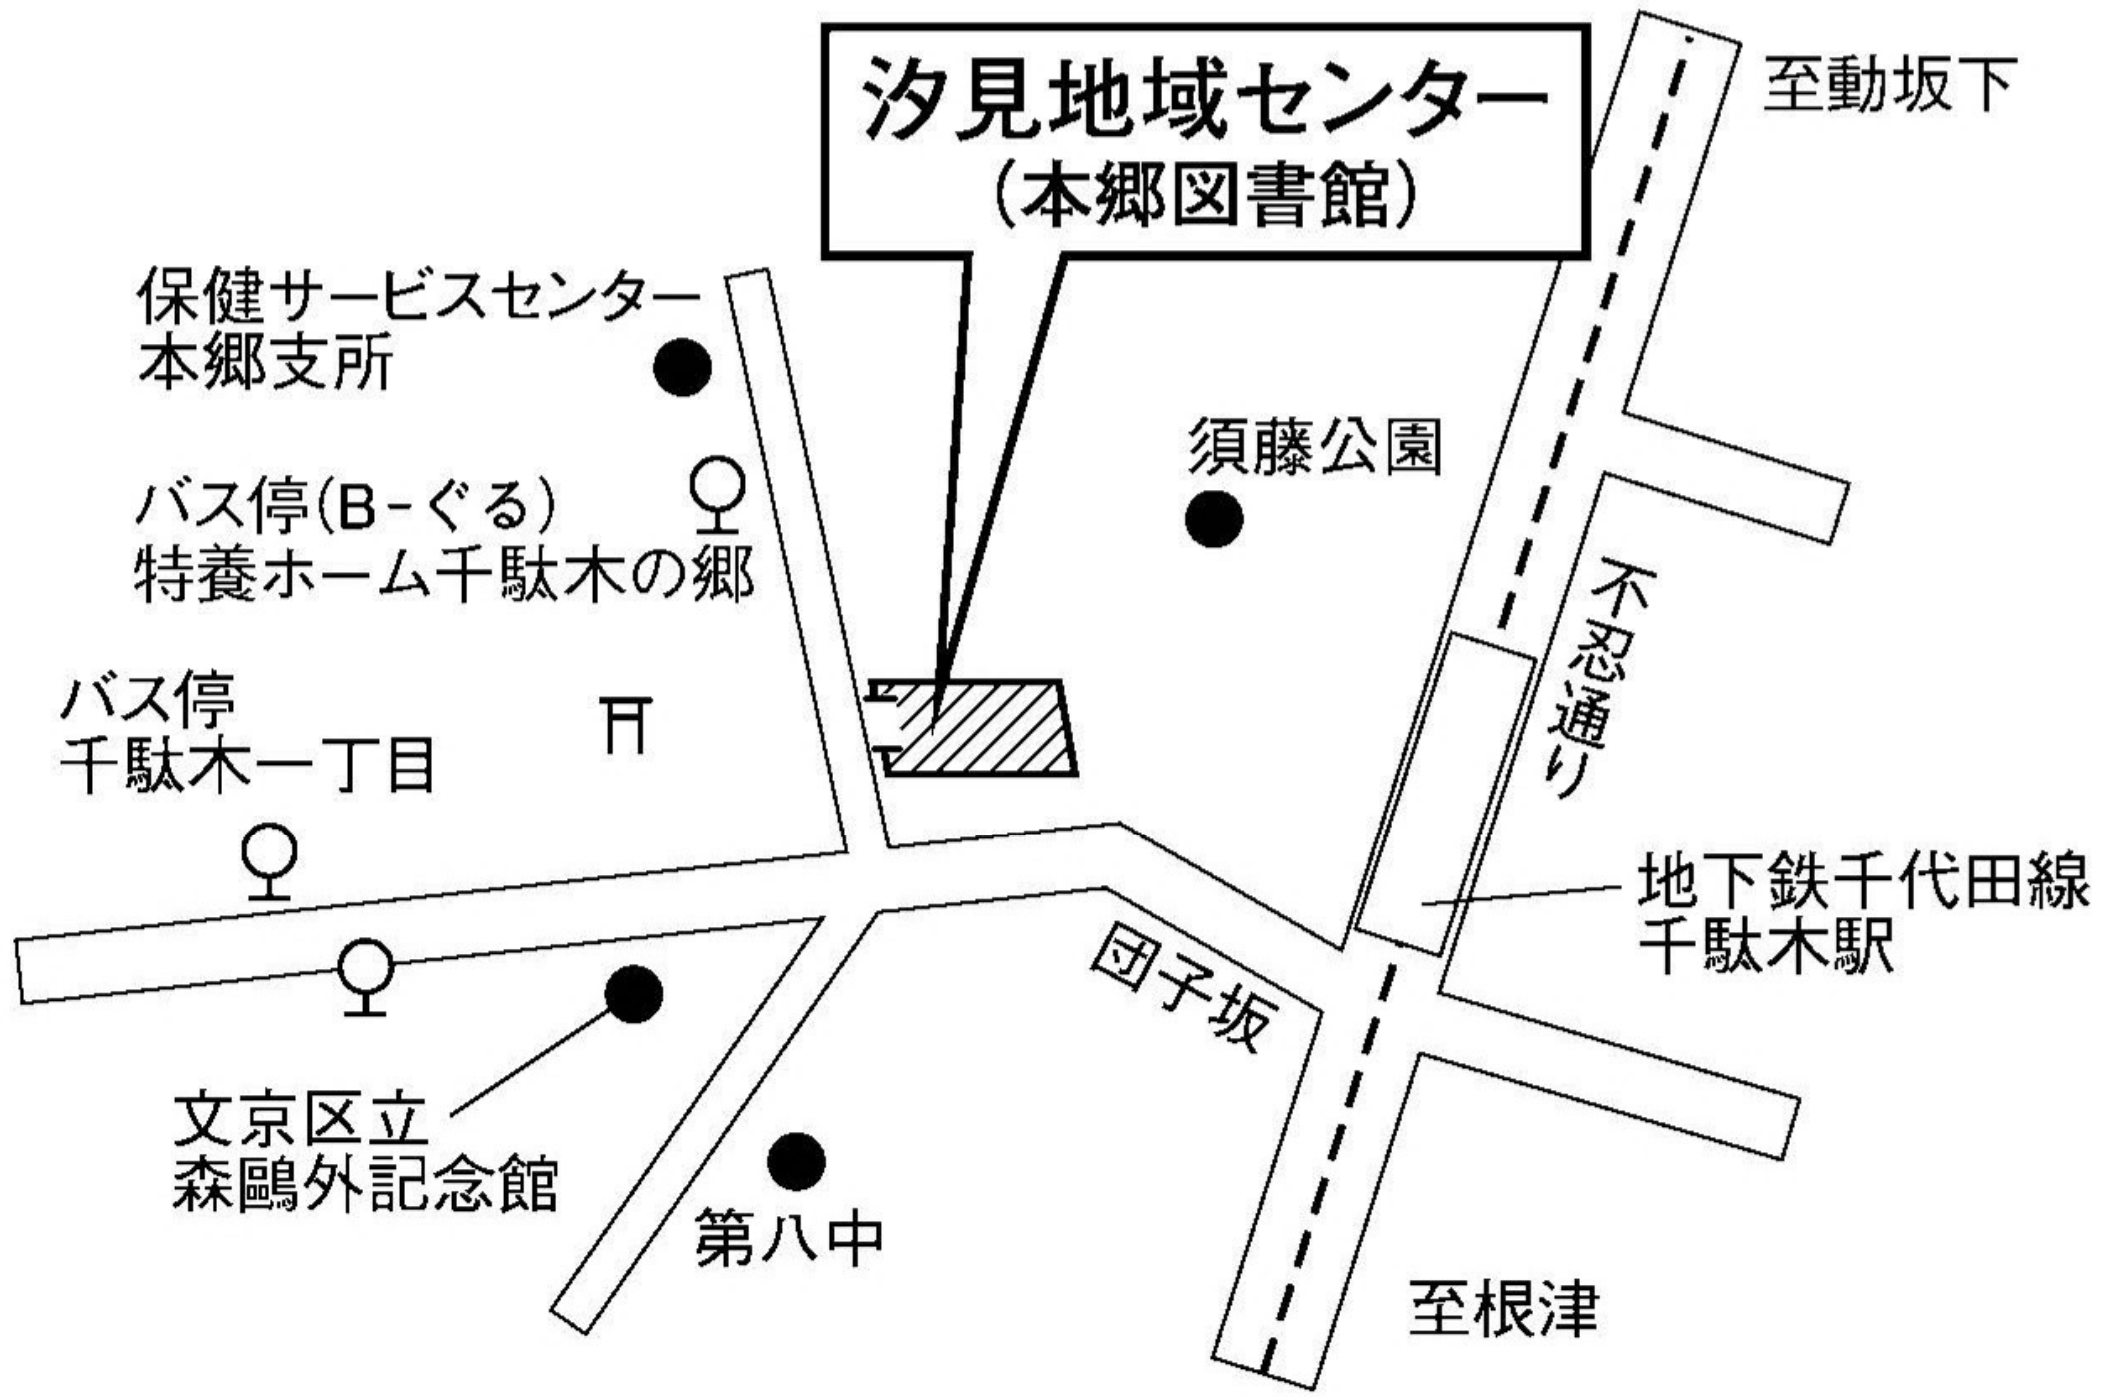 汐見地域センター
（本郷図書館）
至動坂下
保健サービスセンター
本郷支所
須藤公園
バス停（B-ぐる）
特養ホーム千駄木の郷
不忍通り
バス停
千駄木一丁目
地下鉄千代田線
千駄木駅
団子坂
文京区立
森鷗外記念館
第八中
至根津